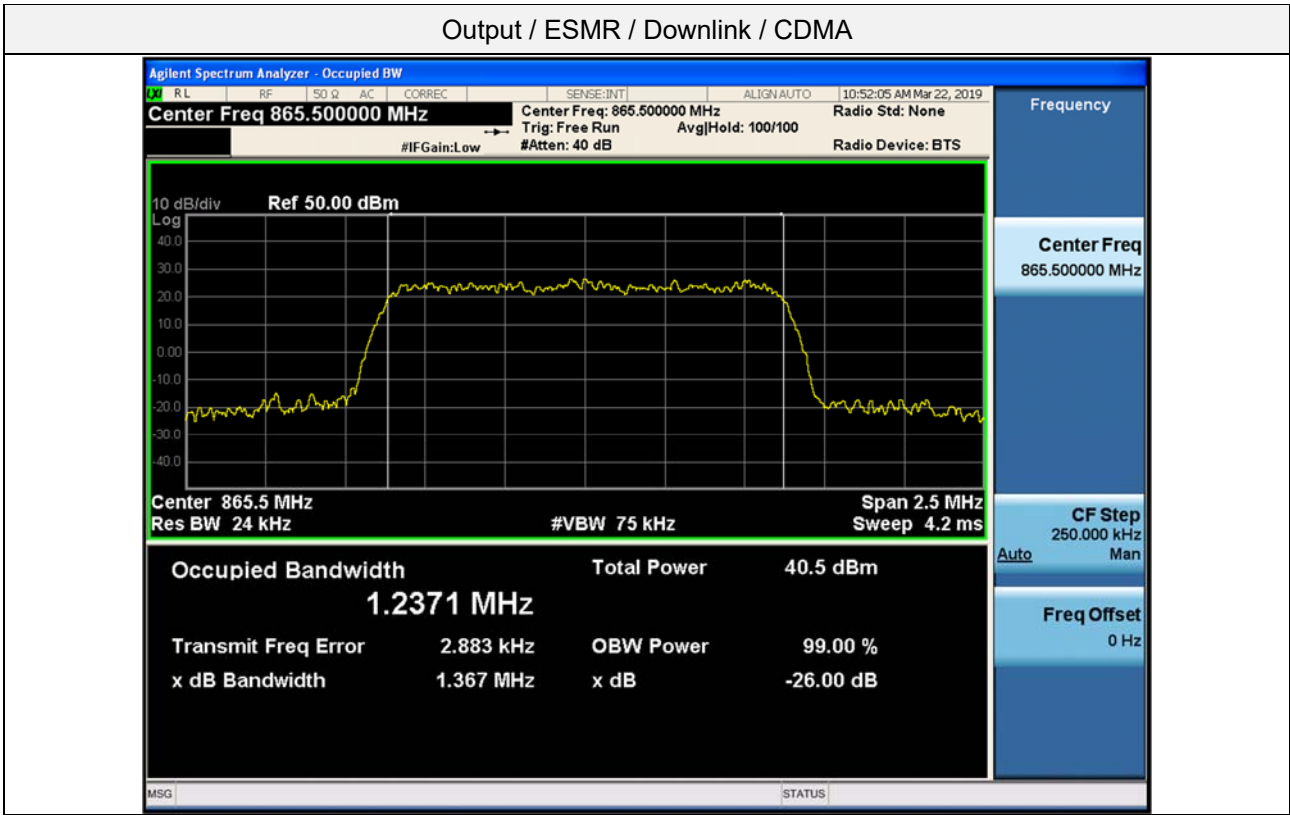 Output / ESMR / Downlink / CDMA
Agilent Spectrum Analyzer - Occupied BW
LXI RL RF 50 Ω AC CORREC SENSE:INT ALIGN AUTO 10:52:05 AM Mar 22, 2019
Center Freq 865.500000 MHz
Center Freq: 865.500000 MHz
Radio Std: None
Trig: Free Run Avg|Hold: 100/100
#IFGain:Low
#Atten: 40 dB
Radio Device: BTS
Frequency
10 dB/div Ref 50.00 dBm
Log
40.0
30.0
20.0
10.0
0.00
-10.0
-20.0
-30.0
-40.0
Center 865.5 MHz Span 2.5 MHz
Res BW 24 kHz #VBW 75 kHz Sweep 4.2 ms
Center Freq
865.500000 MHz
CF Step
250.000 kHz
Auto Man
Freq Offset
0 Hz
Occupied Bandwidth Total Power 40.5 dBm
1.2371 MHz
Transmit Freq Error 2.883 kHz OBW Power 99.00 %
x dB Bandwidth 1.367 MHz x dB -26.00 dB
MSG STATUS